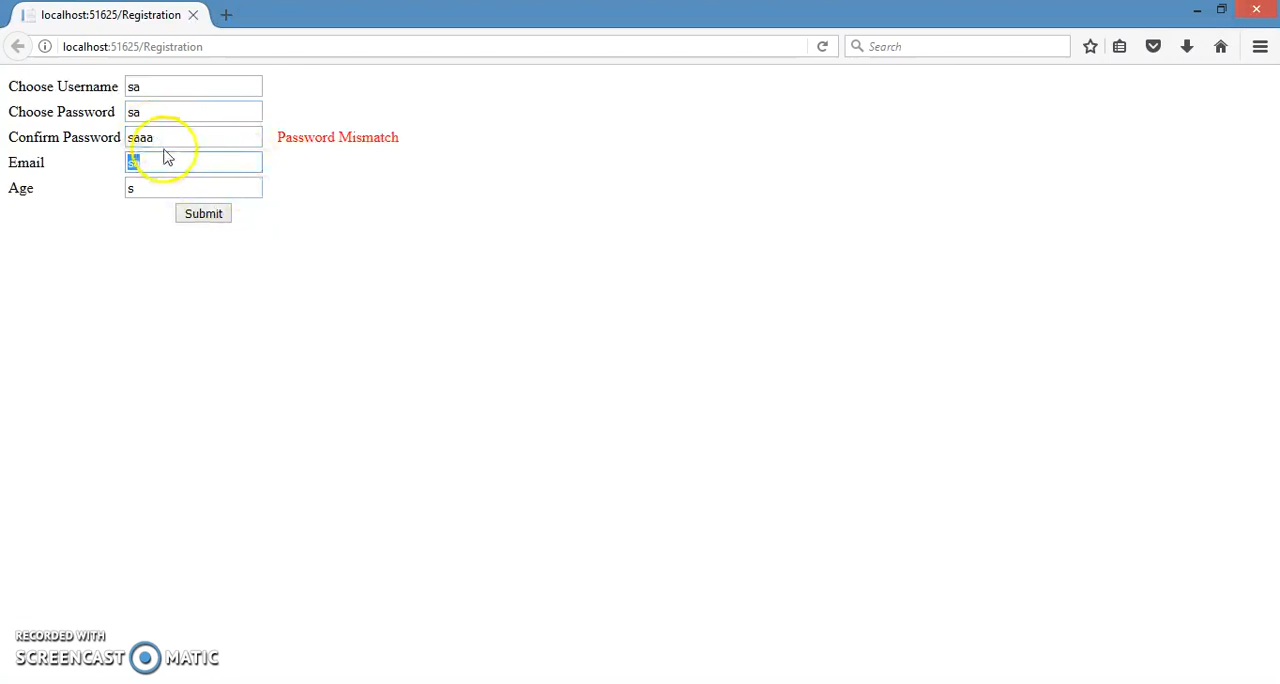 localhost:51625/Registration
localhost:51625/Registration
Search
Choose Username sa
Choose Password sa
Confirm Password saaa Password Mismatch
Email
Age s
Submit
RECORDED WITH
SCREENCAST MATIC